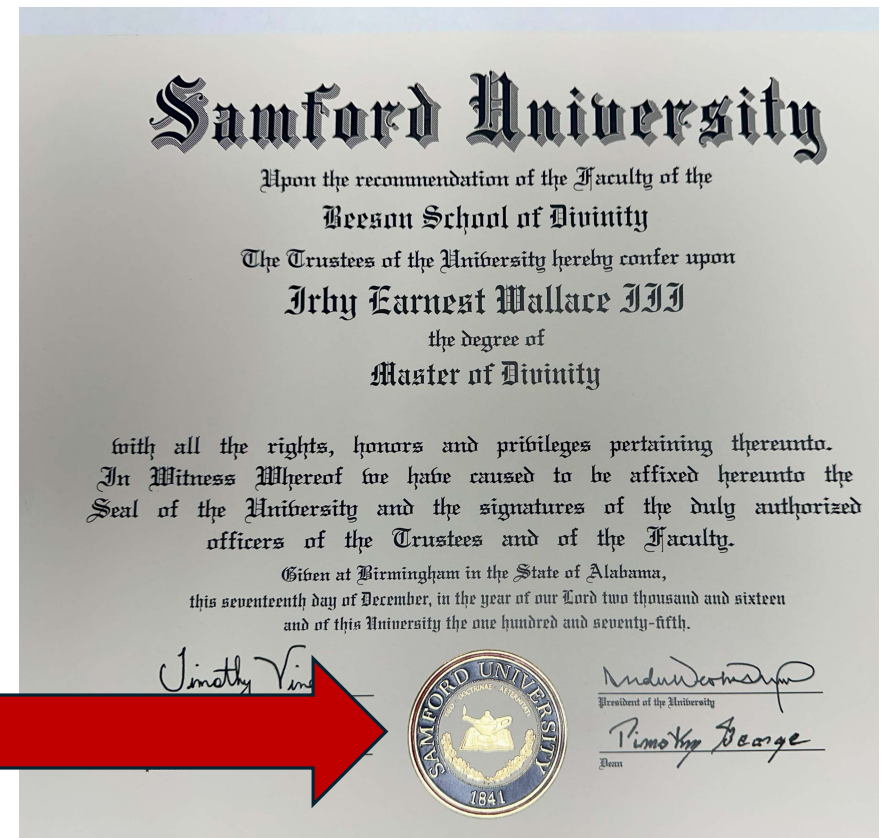 Samford University
Upon the recommendation of the Faculty of the
Beeson School of Divinity
The Trustees of the University hereby confer upon
Irby Earnest Wallace III
the degree of
Master of Divinity
with all the rights, honors and privileges pertaining thereunto.
In Witness Whereof we have caused to be affixed hereunto the
Seal of the University and the signatures of the duly authorized
officers of the Trustees and of the Faculty.
Given at Birmingham in the State of Alabama,
this seventeenth day of December, in the year of our Lord two thousand and sixteen
and of this University the one hundred and seventy-fifth.
Timothy
SAMFORD UNIVERSITY
DOCTRINAE
1841
President of the University
Timothy George
Dean